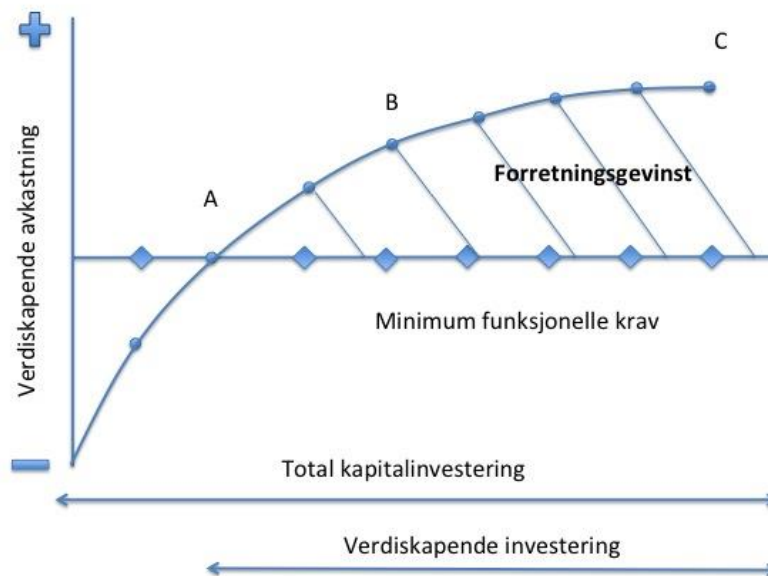 C
B
A
Forretningsgevinst
Verdiskapende avkastning
Minimum funksjonelle krav
Total kapitalinvestering
Verdiskapende investering